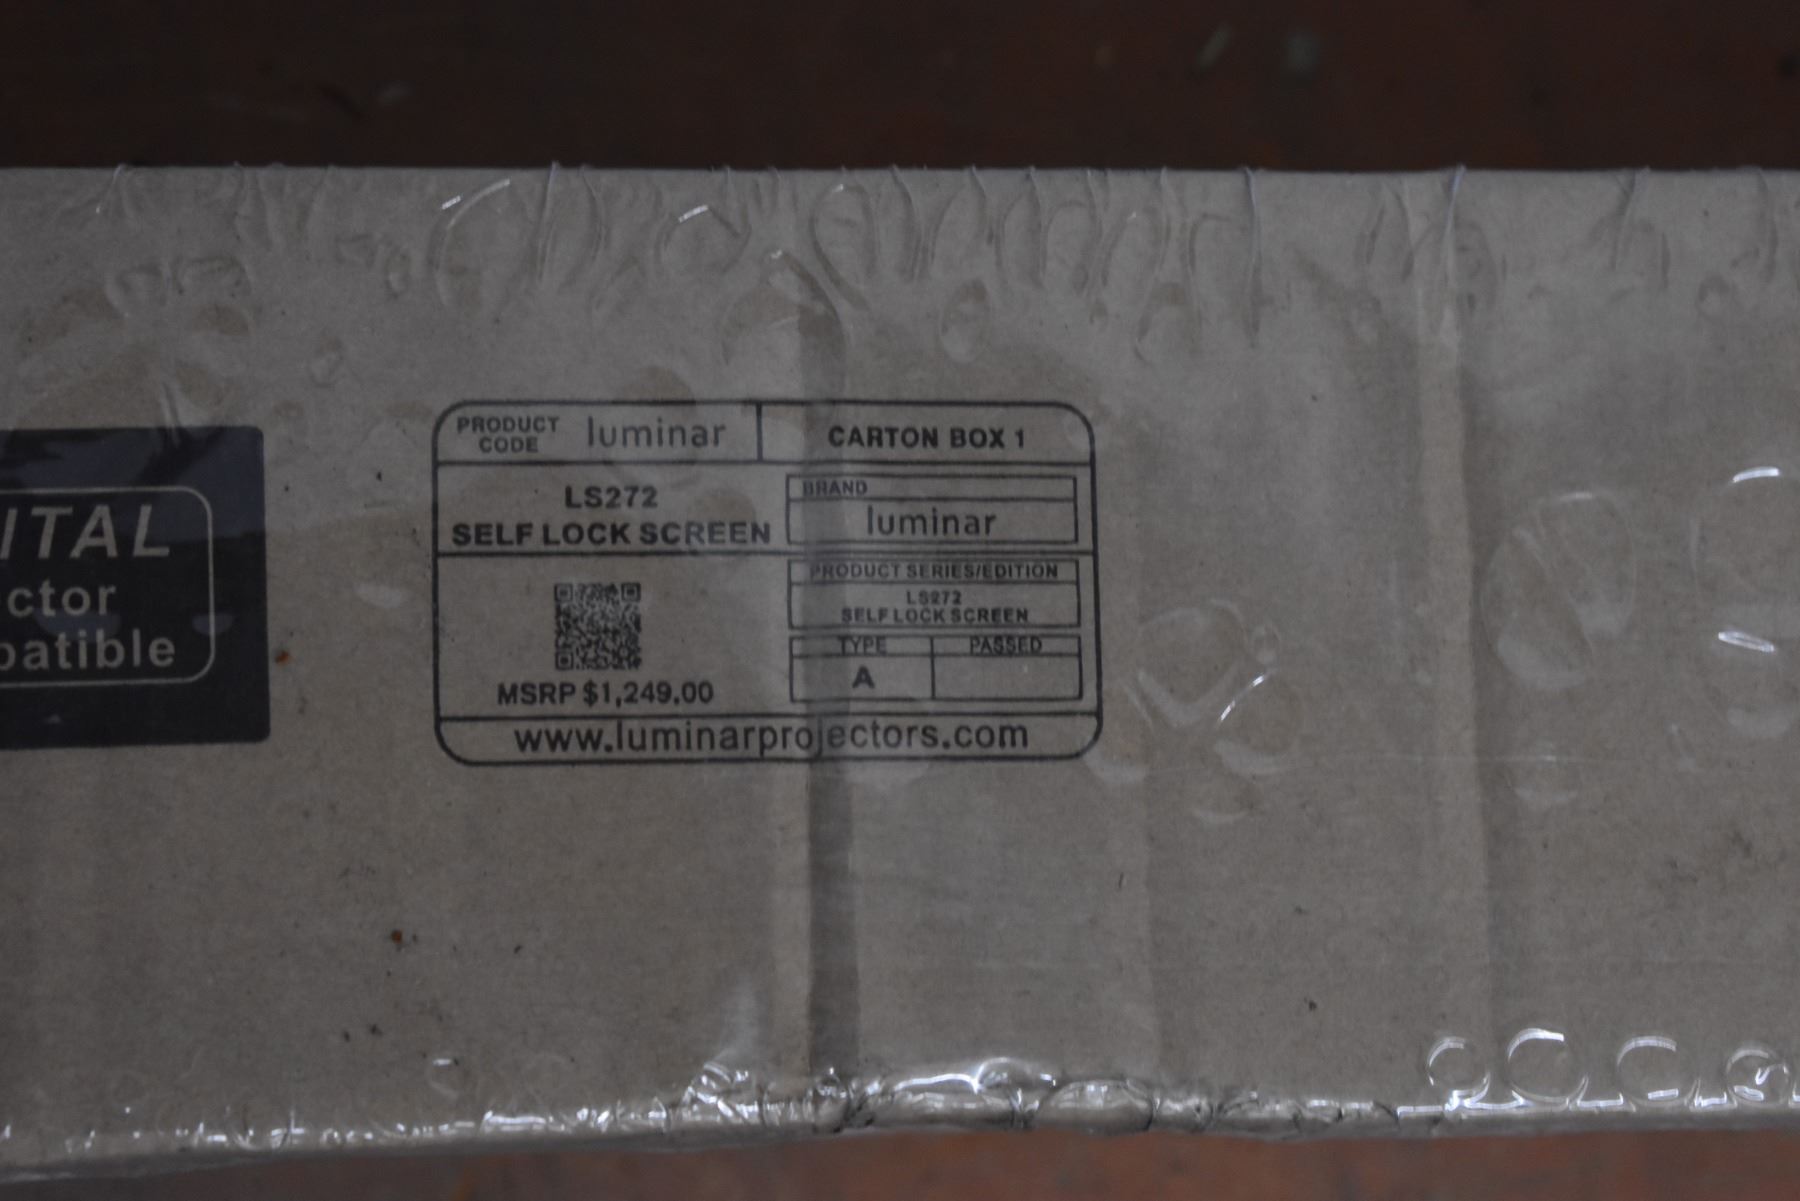 ITAL
ctor
patible
PRODUCT CODE luminar
CARTON BOX 1
LS272
SELF LOCK SCREEN
BRAND
luminar
PRODUCT SERIES/EDITION
LS272
SELF LOCK SCREEN
TYPE PASSED
A
MSRP $1,249.00
www.luminarprojectors.com